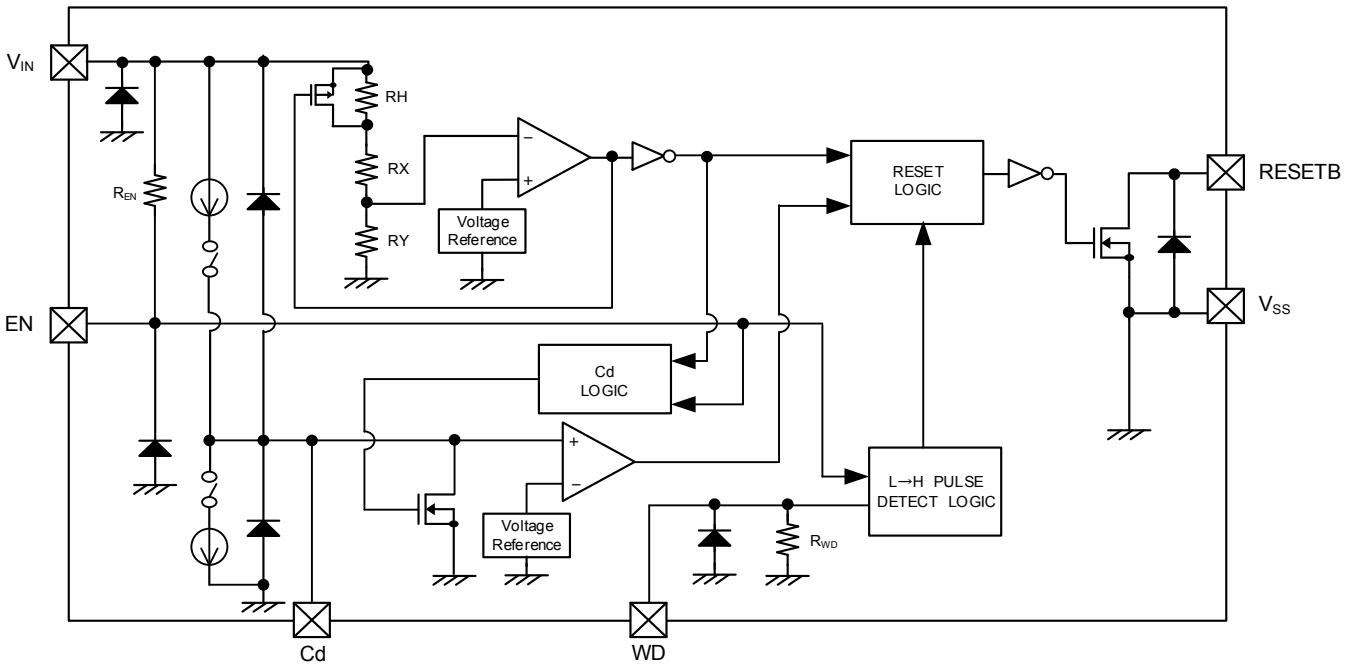 VIN
RH
RX
RY
REN
−
+
Voltage
Reference
RESET
LOGIC
RESETB
VSS
EN
Cd
LOGIC
+
−
Voltage
Reference
L→H PULSE
DETECT LOGIC
RWD
Cd
WD